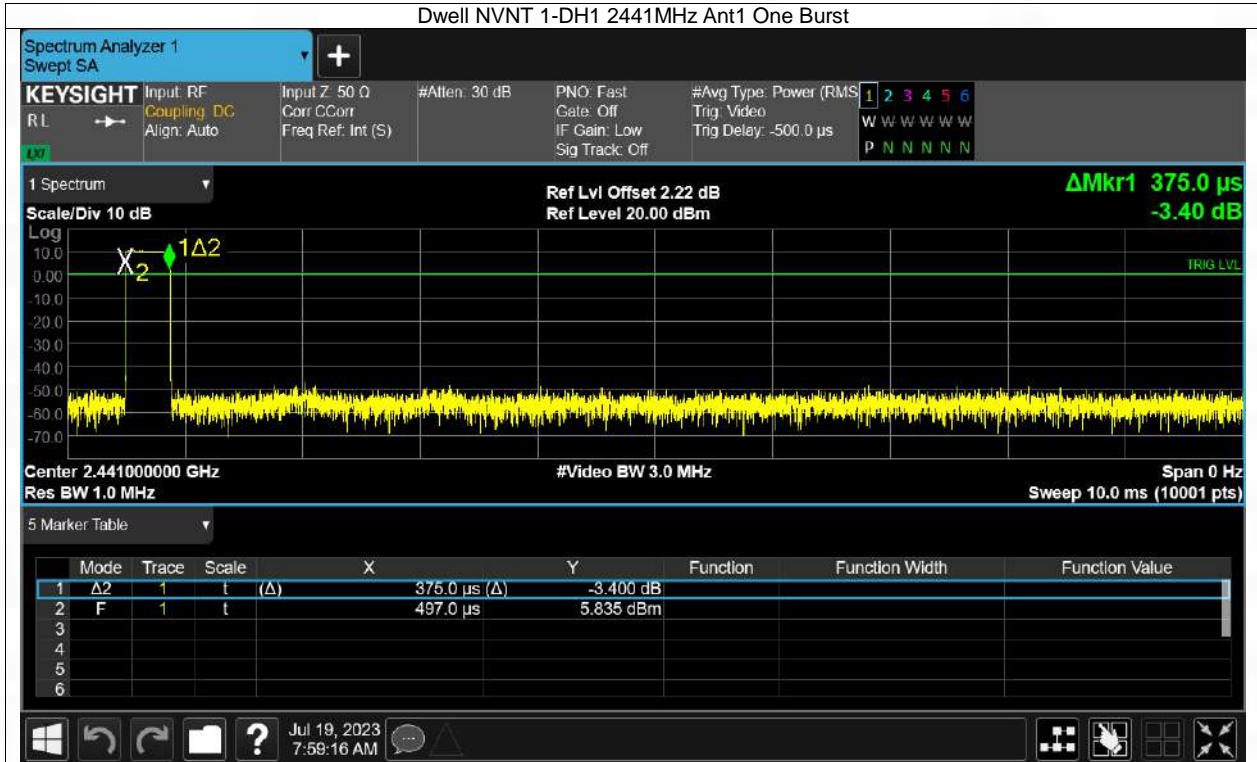 Dwell NVNT 1-DH1 2441MHz Ant1 One Burst
Spectrum Analyzer 1
Swept SA
KEYSIGHT
RL
LXI
Input: RF
Coupling: DC
Align: Auto
Input Z: 50 Ω
Corr CCorr
Freq Ref: Int (S)
#Atten: 30 dB
PNO: Fast
Gate: Off
IF Gain: Low
Sig Track: Off
#Avg Type: Power (RMS
Trig: Video
Trig Delay: -500.0 µs
1 2 3 4 5 6
W W W W W W
P N N N N N
1 Spectrum
Scale/Div 10 dB
Ref Lvl Offset 2.22 dB
Ref Level 20.00 dBm
ΔMkr1 375.0 µs
-3.40 dB
Log
10.0
0.00
-10.0
-20.0
-30.0
-40.0
-50.0
-60.0
-70.0
X2
1Δ2
TRIG LVL
Center 2.441000000 GHz
#Video BW 3.0 MHz
Span 0 Hz
Res BW 1.0 MHz
Sweep 10.0 ms (10001 pts)
5 Marker Table
Mode Trace Scale X Y Function Function Width Function Value
1 Δ2 1 t (Δ) 375.0 µs (Δ) -3.400 dB
2 F 1 t 497.0 µs 5.835 dBm
3
4
5
6
?
Jul 19, 2023
7:59:16 AM